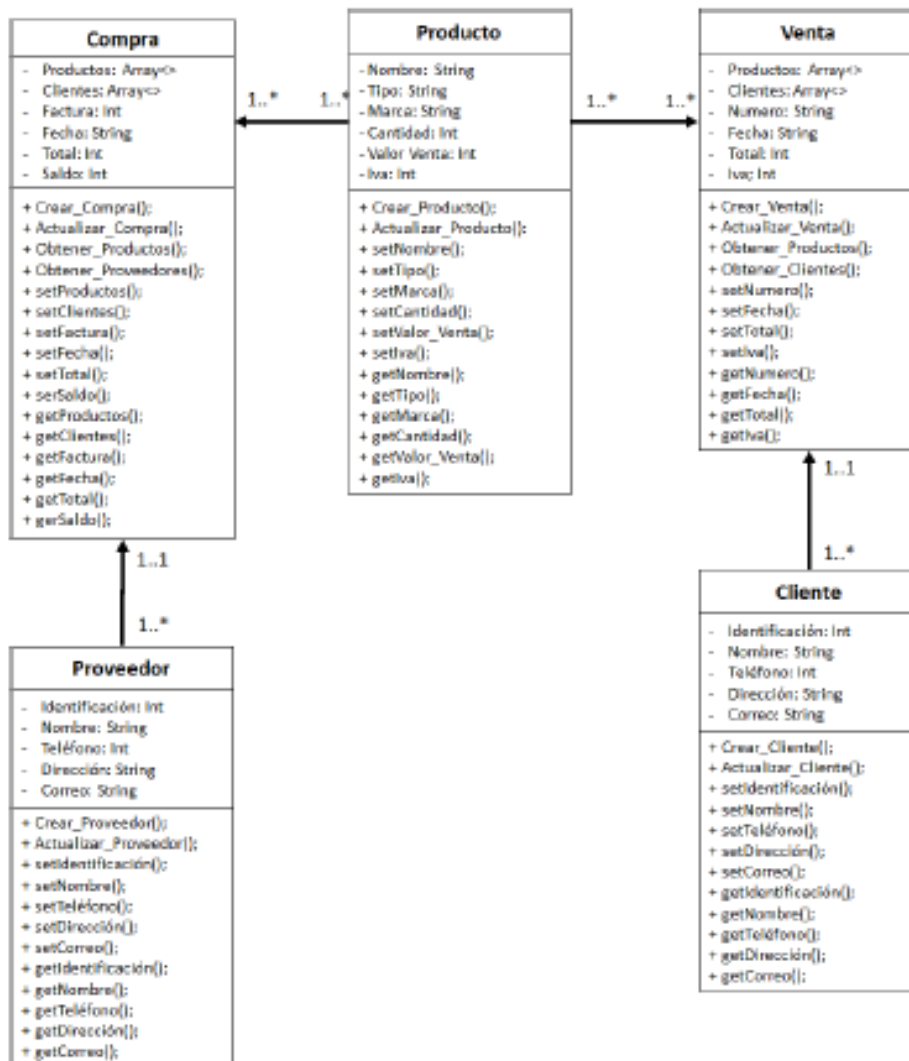 Compra
- Productos: Array<>
- Clientes: Array<>
- Factura: Int
- Fecha: String
- Total: Int
- Saldo: Int
+ Crear_Compra();
+ Actualizar_Compra();
+ Obtener_Productos();
+ Obtener_Proveedores();
+ setProductos();
+ setClientes();
+ setFactura();
+ setFecha();
+ setTotal();
+ serSaldo();
+ getProductos();
+ getClientes();
+ getFactura();
+ getFecha();
+ getTotal();
+ gerSaldo();
1..*
1..*
Producto
- Nombre: String
- Tipo: String
- Marca: String
- Cantidad: Int
- Valor Venta: Int
- Iva: Int
+ Crear_Producto();
+ Actualizar_Producto():
+ setNombre();
+ setTipo();
+ setMarca();
+ setCantidad();
+ setValor_Venta();
+ setIva();
+ getNombre();
+ getTipo();
+ getMarca();
+ getCantidad();
+ getValor_Venta();
+ getIva();
1..*
1..*
Venta
- Productos: Array<>
- Clientes: Array<>
- Numero: String
- Fecha: String
- Total: Int
- Iva; Int
+ Crear_Venta();
+ Actualizar_Venta();
+ Obtener_Productos();
+ Obtener_Clientes();
+ setNumero();
+ setFecha();
+ setTotal();
+ setIva();
+ getNumero();
+ getFecha();
+ getTotal();
+ getIva();
1..1
1..*
Proveedor
- Identificación: Int
- Nombre: String
- Teléfono: Int
- Dirección: String
- Correo: String
+ Crear_Proveedor();
+ Actualizar_Proveedor();
+ setIdentificación();
+ setNombre();
+ setTeléfono();
+ setDirección();
+ setCorreo();
+ getIdentificación();
+ getNombre();
+ getTeléfono();
+ getDirección();
+ getCorreo();
1..1
1..*
Cliente
- Identificación: Int
- Nombre: String
- Teléfono: Int
- Dirección: String
- Correo: String
+ Crear_Cliente();
+ Actualizar_Cliente();
+ setIdentificación();
+ setNombre();
+ setTeléfono();
+ setDirección();
+ setCorreo();
+ getIdentificación();
+ getNombre();
+ getTeléfono();
+ getDirección();
+ getCorreo();